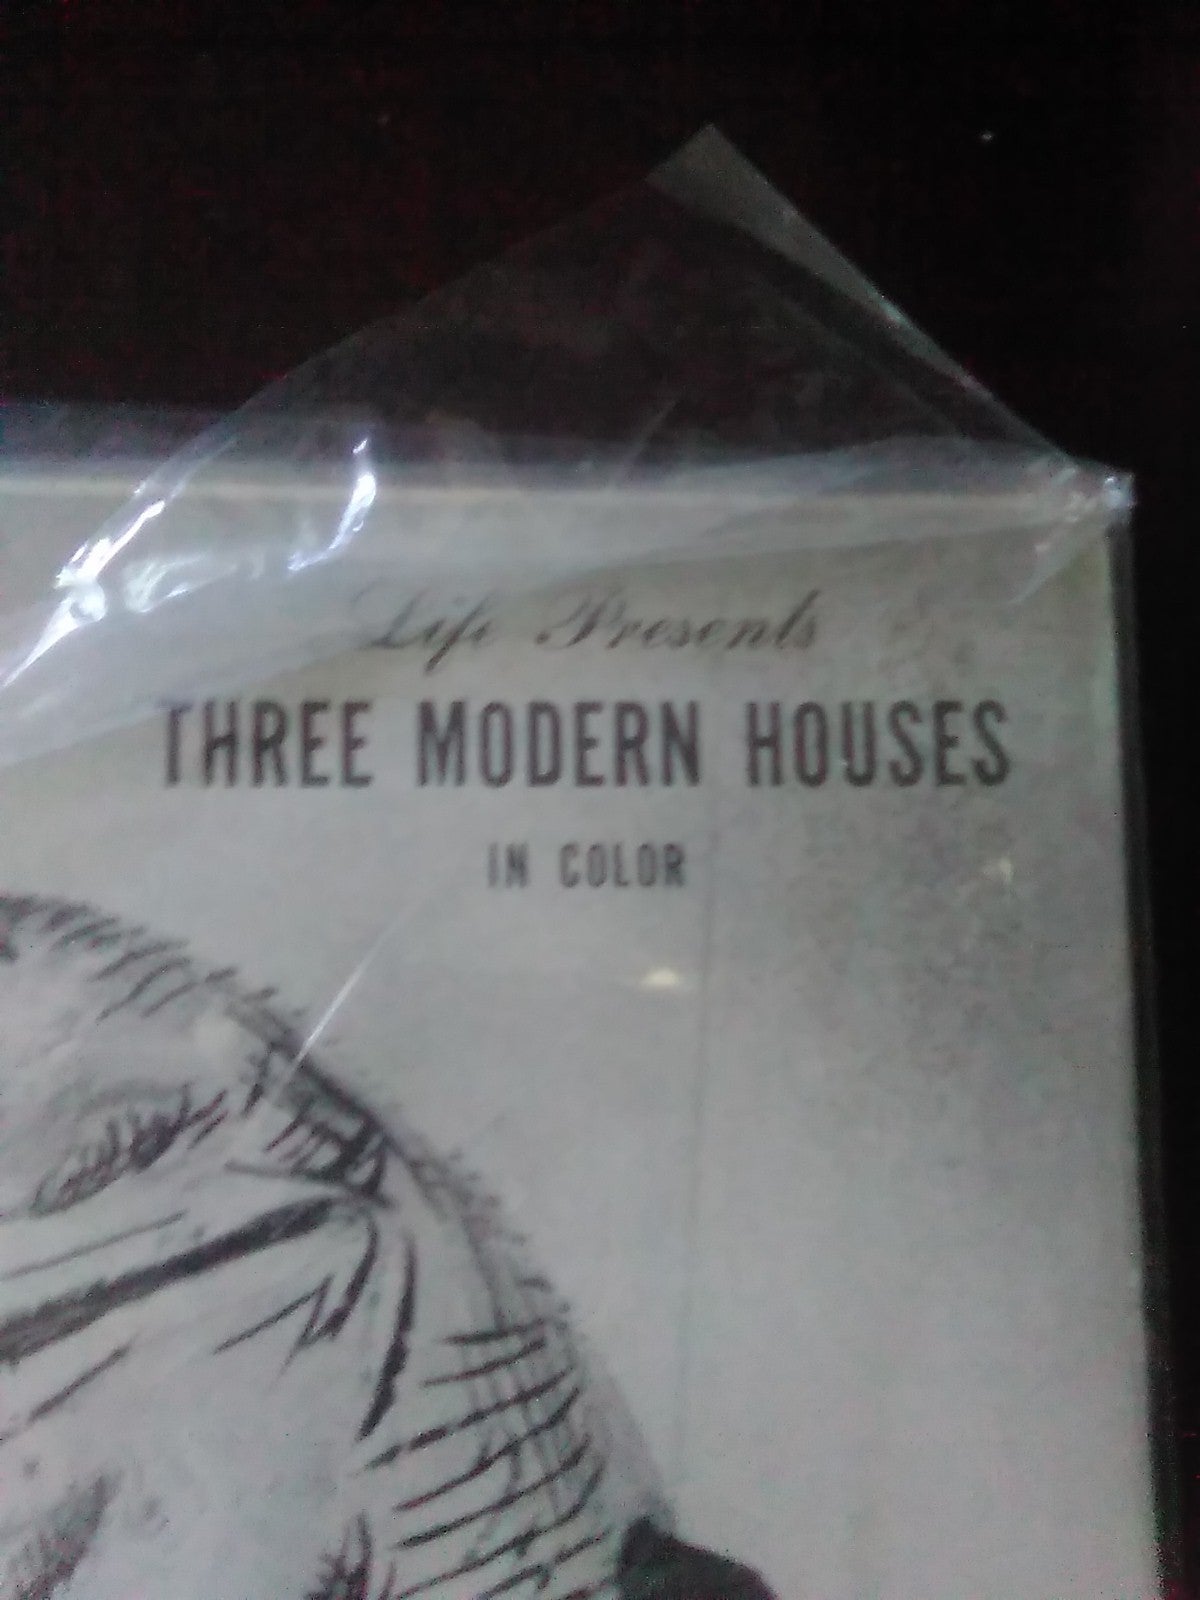 Life Presents
THREE MODERN HOUSES
IN COLOR